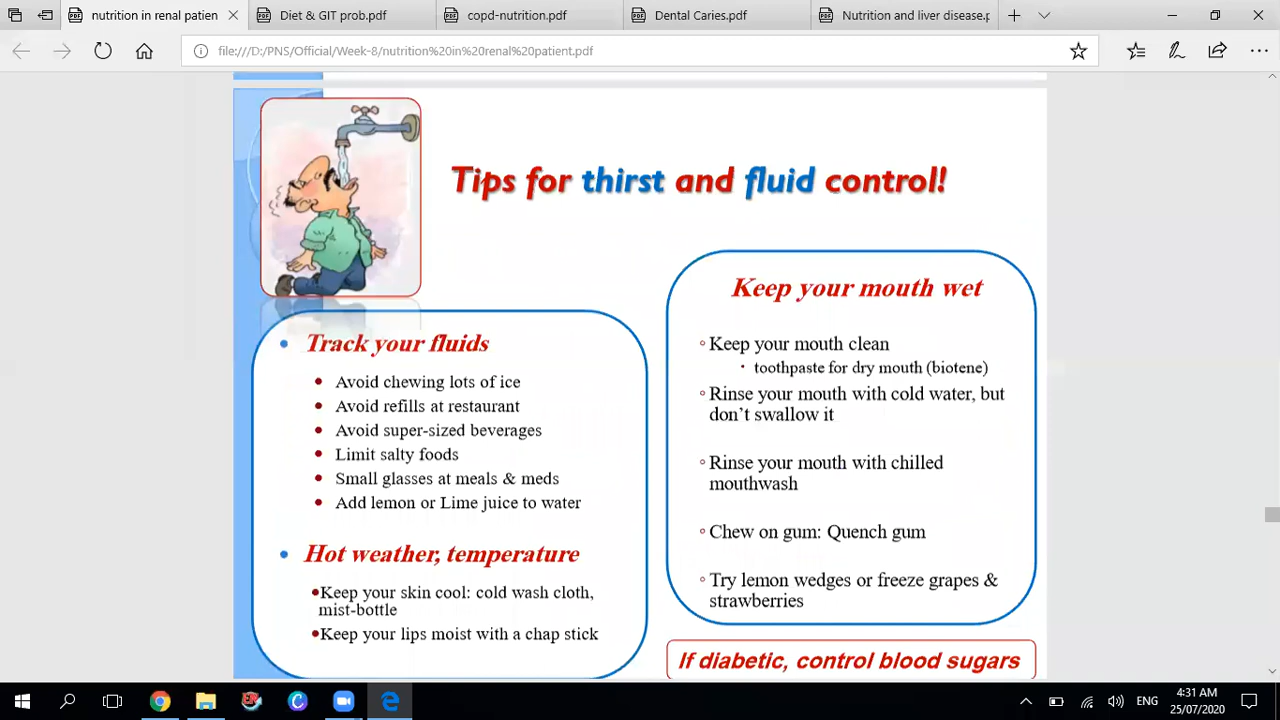 nutrition in renal patien
Diet & GIT prob.pdf
copd-nutrition.pdf
Dental Caries.pdf
Nutrition and liver disease.p
file:///D:/PNS/Official/Week-8/nutrition%20in%20renal%20patient.pdf
Tips for thirst and fluid control!
• Track your fluids
• Avoid chewing lots of ice
• Avoid refills at restaurant
• Avoid super-sized beverages
• Limit salty foods
• Small glasses at meals & meds
• Add lemon or Lime juice to water
• Hot weather, temperature
•Keep your skin cool: cold wash cloth,
mist-bottle
•Keep your lips moist with a chap stick
Keep your mouth wet
◦ Keep your mouth clean
• toothpaste for dry mouth (biotene)
◦ Rinse your mouth with cold water, but
don’t swallow it
◦ Rinse your mouth with chilled
mouthwash
◦ Chew on gum: Quench gum
◦ Try lemon wedges or freeze grapes &
strawberries
If diabetic, control blood sugars
ENG
4:31 AM
25/07/2020